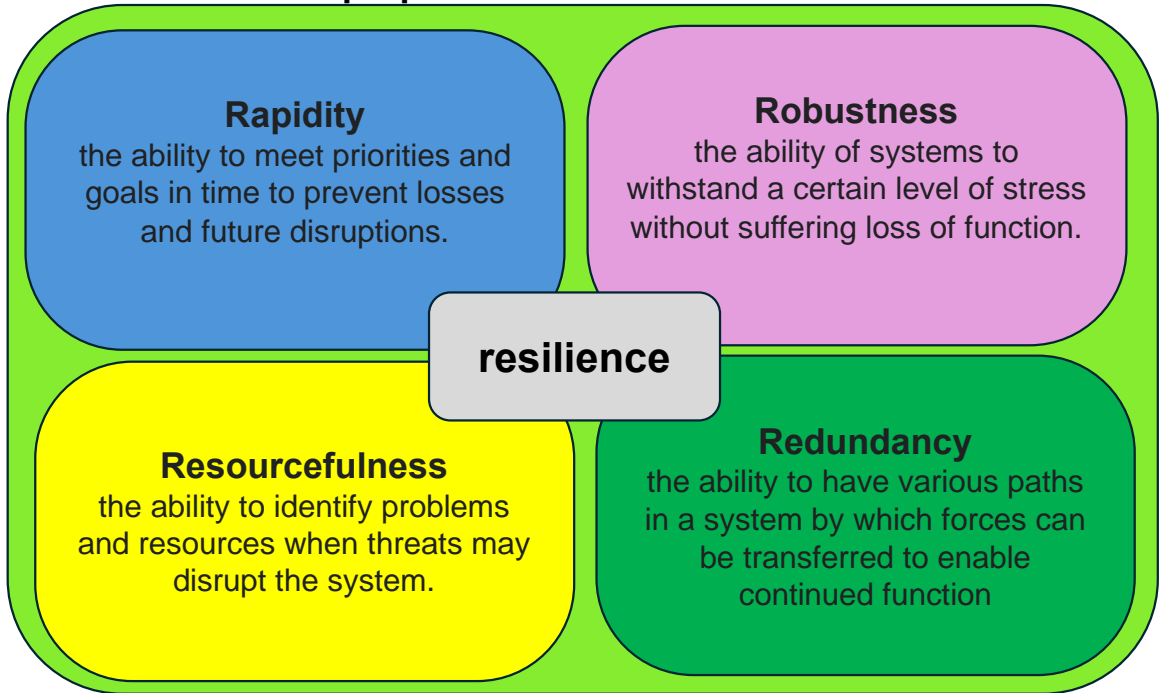 Rapidity
the ability to meet priorities and
goals in time to prevent losses
and future disruptions.
Robustness
the ability of systems to
withstand a certain level of stress
without suffering loss of function.
resilience
Resourcefulness
the ability to identify problems
and resources when threats may
disrupt the system.
Redundancy
the ability to have various paths
in a system by which forces can
be transferred to enable
continued function